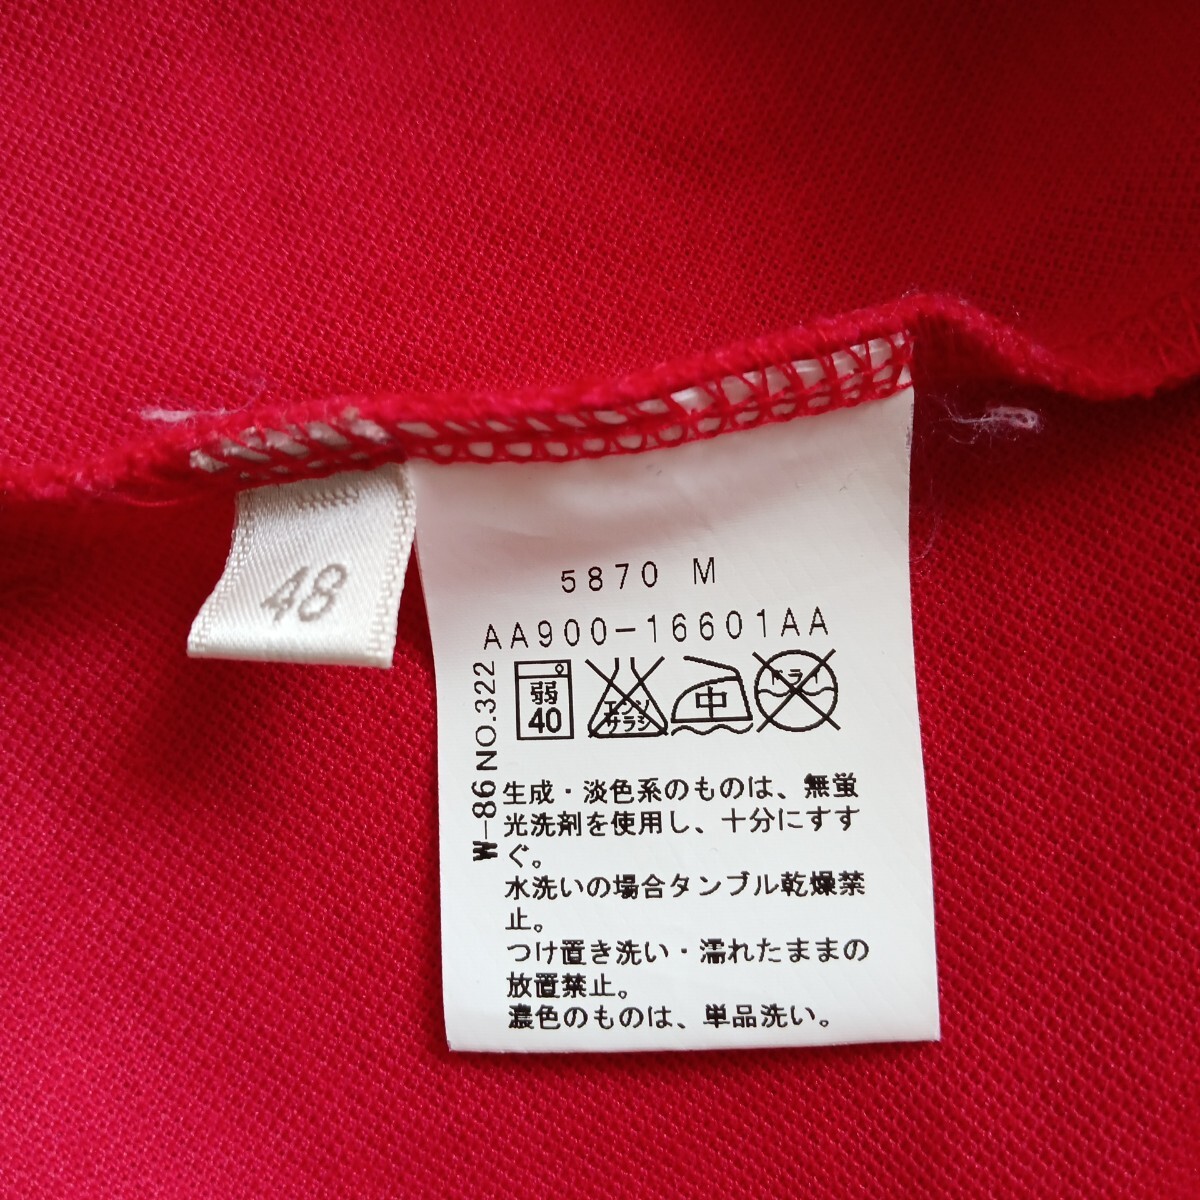 48
5870 M
AA900-16601AA
W-86 NO.322
弱
40
エンソ
サラシ
中
ドライ
生成・淡色系のものは、無蛍
光洗剤を使用し、十分にすす
ぐ。
水洗いの場合タンブル乾燥禁
止。
つけ置き洗い・濡れたままの
放置禁止。
濃色のものは、単品洗い。